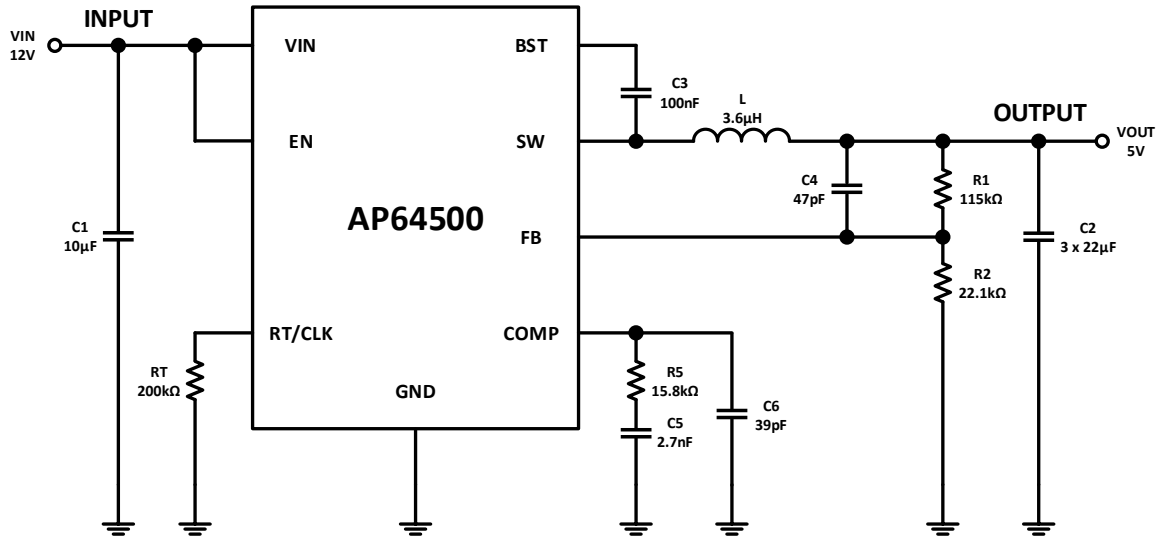 INPUT
VIN
12V
VIN
BST
C3
100nF
L
3.6µH
OUTPUT
VOUT
5V
EN
SW
C4
47pF
R1
115kΩ
AP64500
C1
10µF
FB
C2
3 x 22µF
R2
22.1kΩ
RT/CLK
COMP
RT
200kΩ
GND
R5
15.8kΩ
C6
39pF
C5
2.7nF